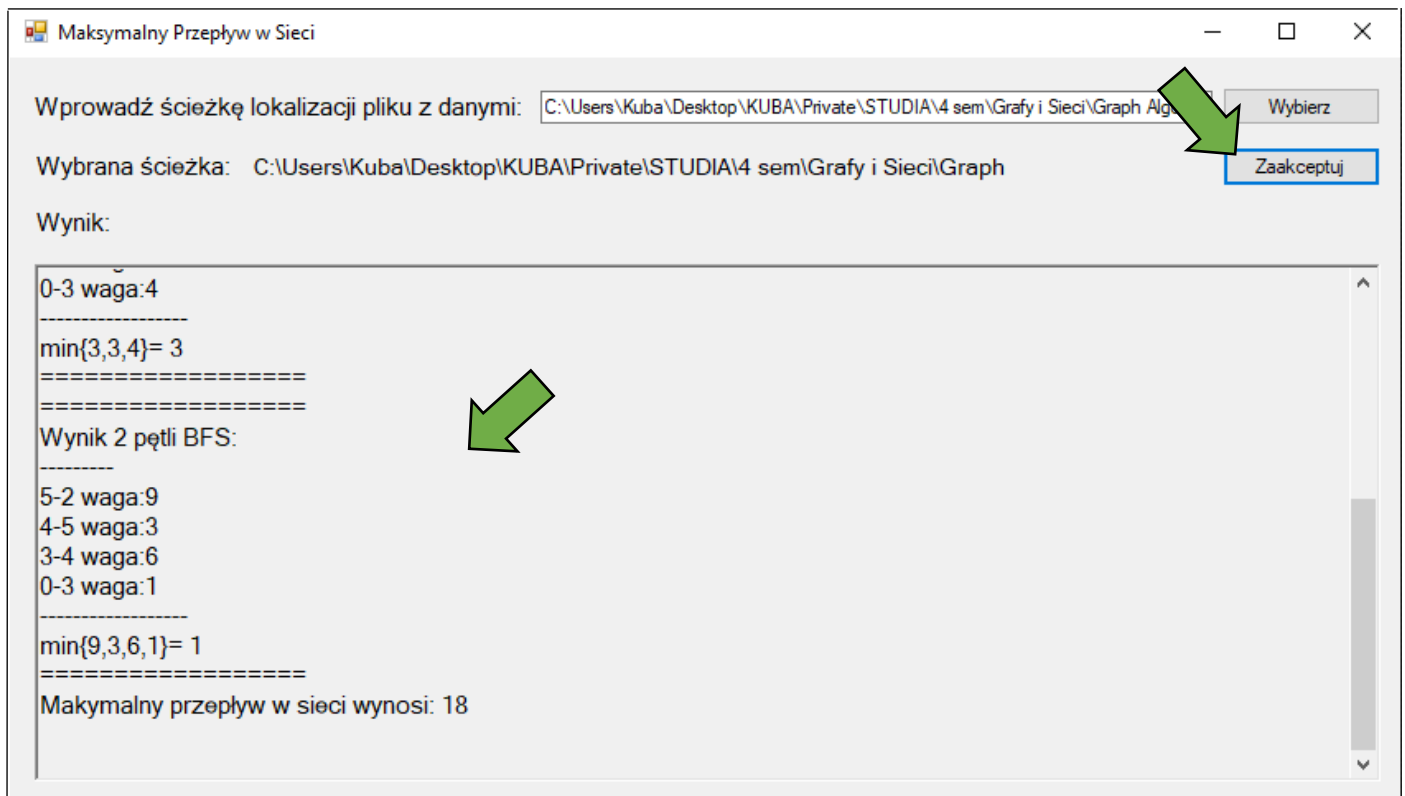 Maksymalny Przepływ w Sieci
Wprowadź ścieżkę lokalizacji pliku z danymi: C:\Users\Kuba\Desktop\KUBA\Private\STUDIA\4 sem\Grafy i Sieci\Graph Wybierz
Wybrana ścieżka: C:\Users\Kuba\Desktop\KUBA\Private\STUDIA\4 sem\Grafy i Sieci\Graph Zaakceptuj
Wynik:
0-3 waga:4
------------------
min{3,3,4}= 3
==================
==================
Wynik 2 pętli BFS:
---------
5-2 waga:9
4-5 waga:3
3-4 waga:6
0-3 waga:1
------------------
min{9,3,6,1}= 1
==================
Makymalny przepływ w sieci wynosi: 18